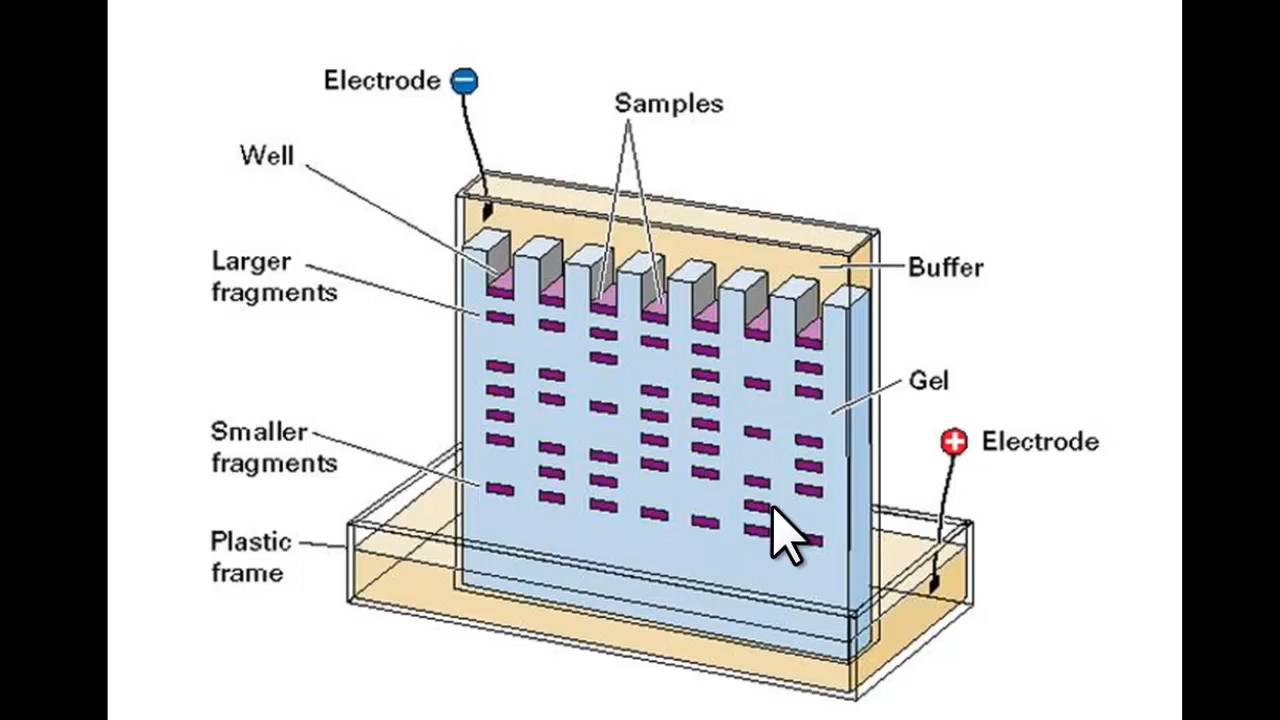 Electrode −
Samples
Well
Larger
fragments
Buffer
Gel
Smaller
fragments
+ Electrode
Plastic
frame